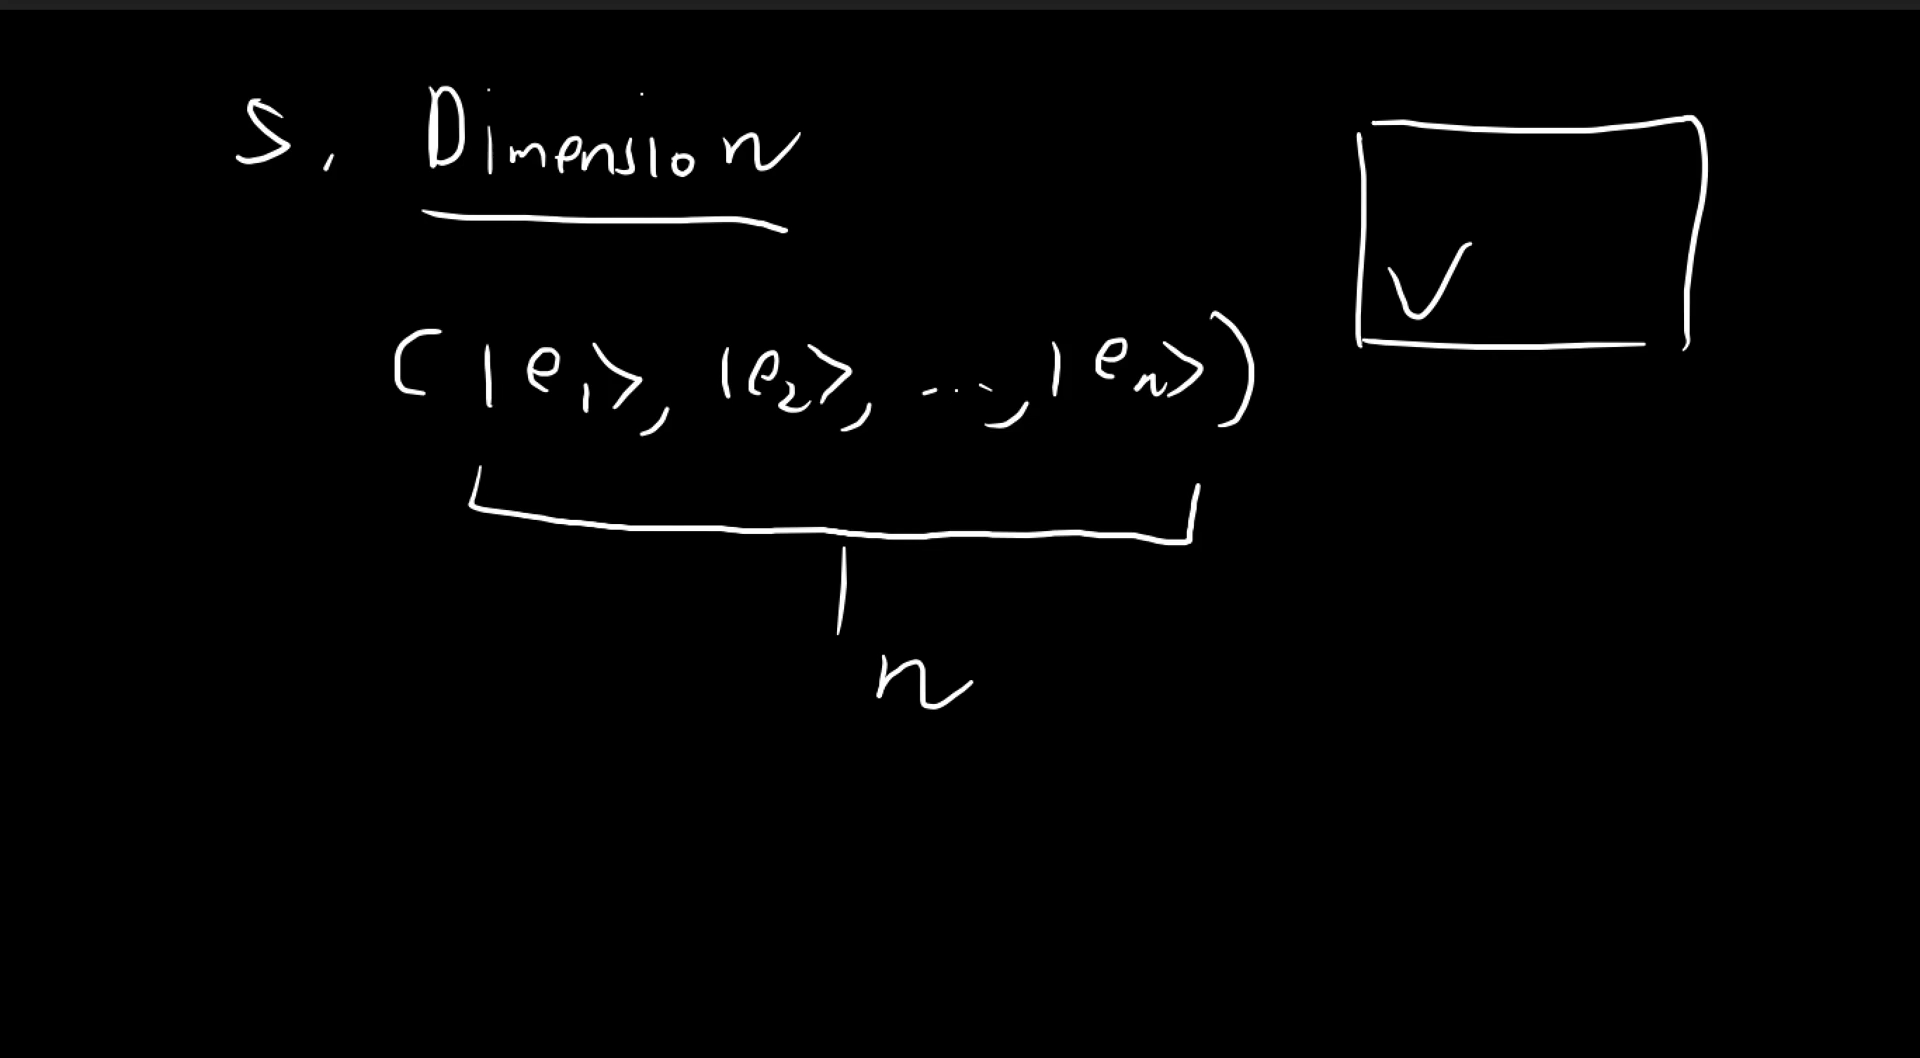 5. Dimension
V
(|e₁>, |e₂>, ..., |eₙ>)
n